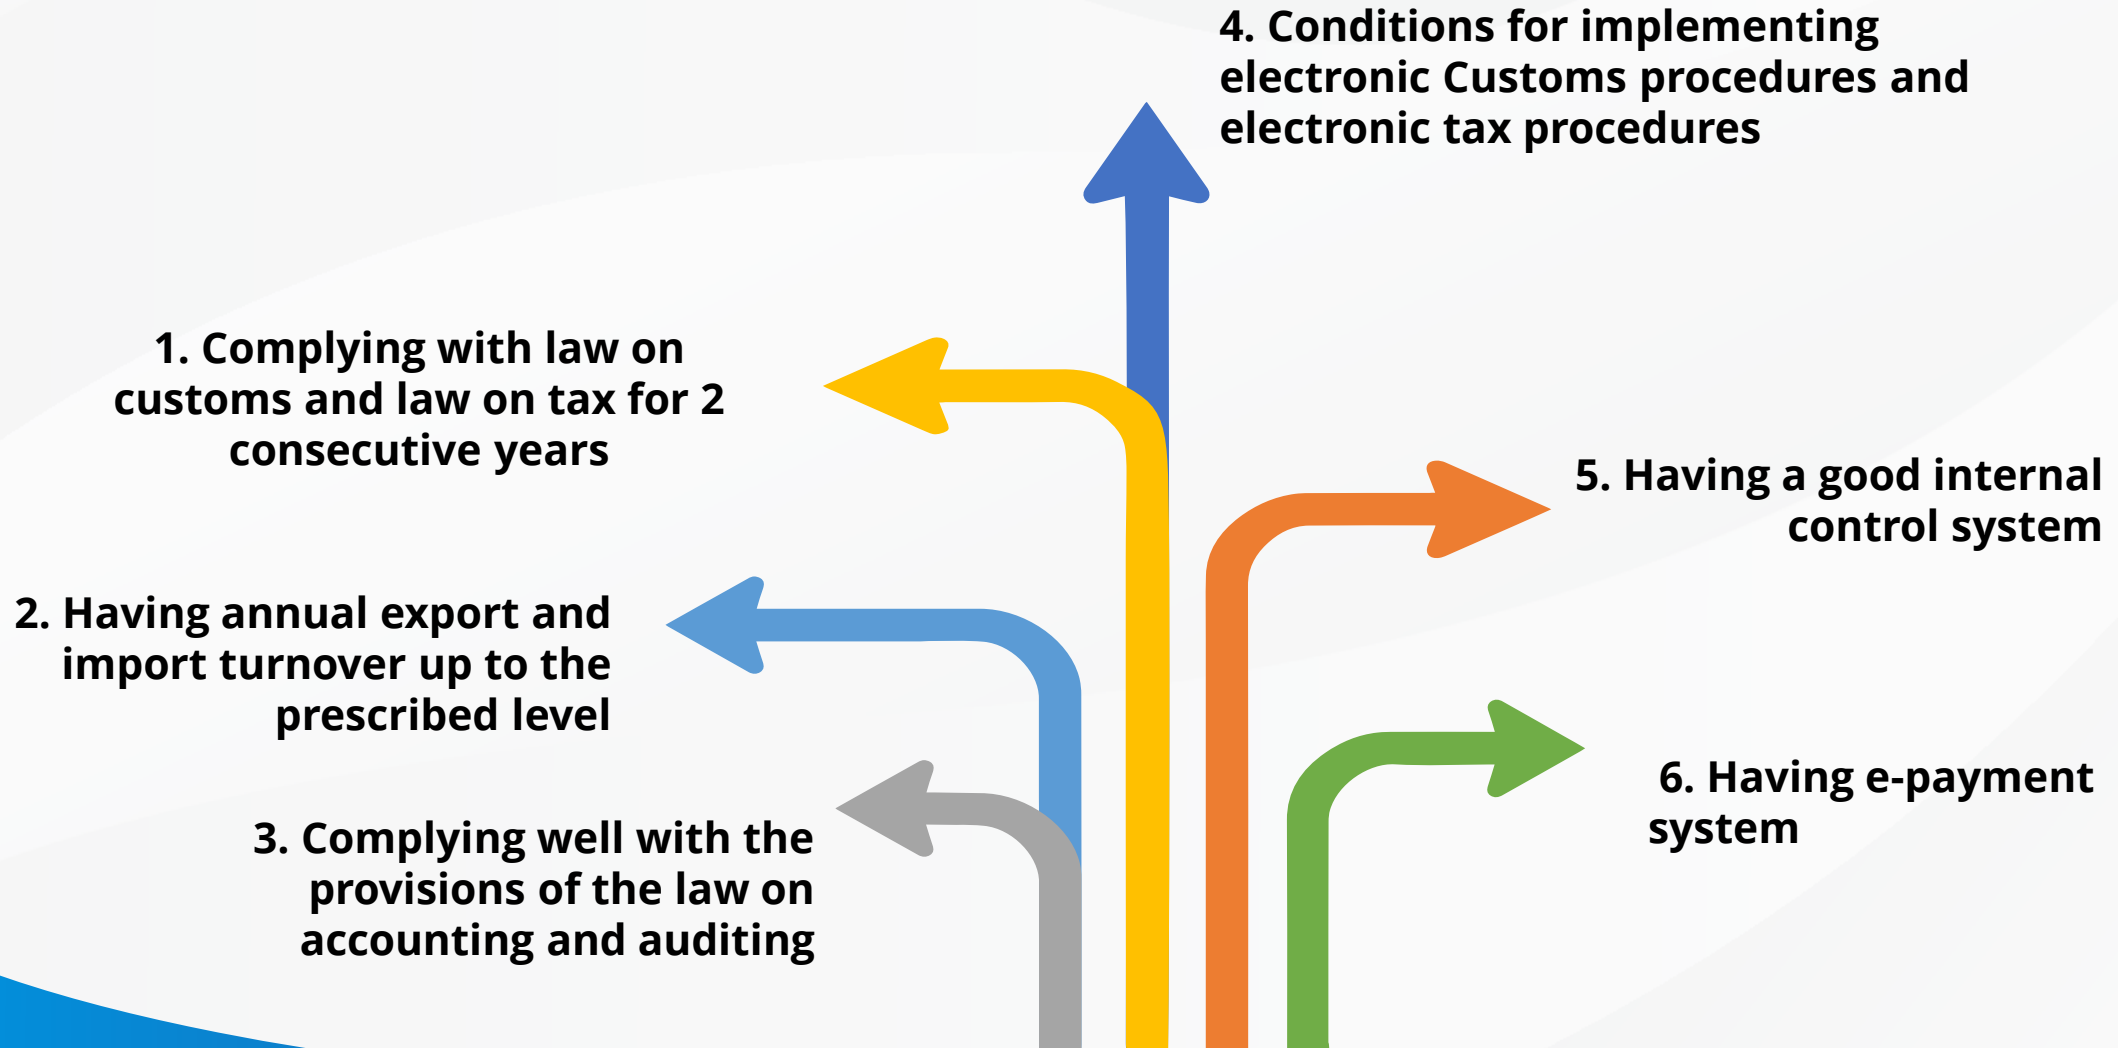 4. Conditions for implementing
electronic Customs procedures and
electronic tax procedures
1. Complying with law on
customs and law on tax for 2
consecutive years
5. Having a good internal
control system
2. Having annual export and
import turnover up to the
prescribed level
6. Having e-payment
system
3. Complying well with the
provisions of the law on
accounting and auditing